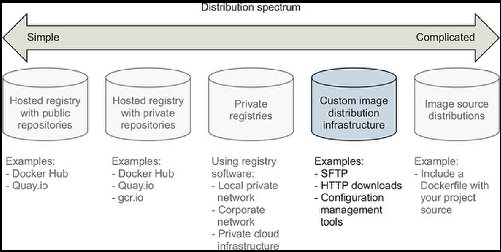 Distribution spectrum
Simple
Complicated
Hosted registry
with public
repositories
Hosted registry
with private
repositories
Private
registries
Custom image
distribution
infrastructure
Image source
distributions
Examples:
- Docker Hub
- Quay.io
Examples:
- Docker Hub
- Quay.io
- gcr.io
Using registry
software:
- Local private
network
- Corporate
network
- Private cloud
infrastructure
Examples:
- SFTP
- HTTP downloads
- Configuration
management
tools
Example:
- Include a
Dockerfile with
your project
source